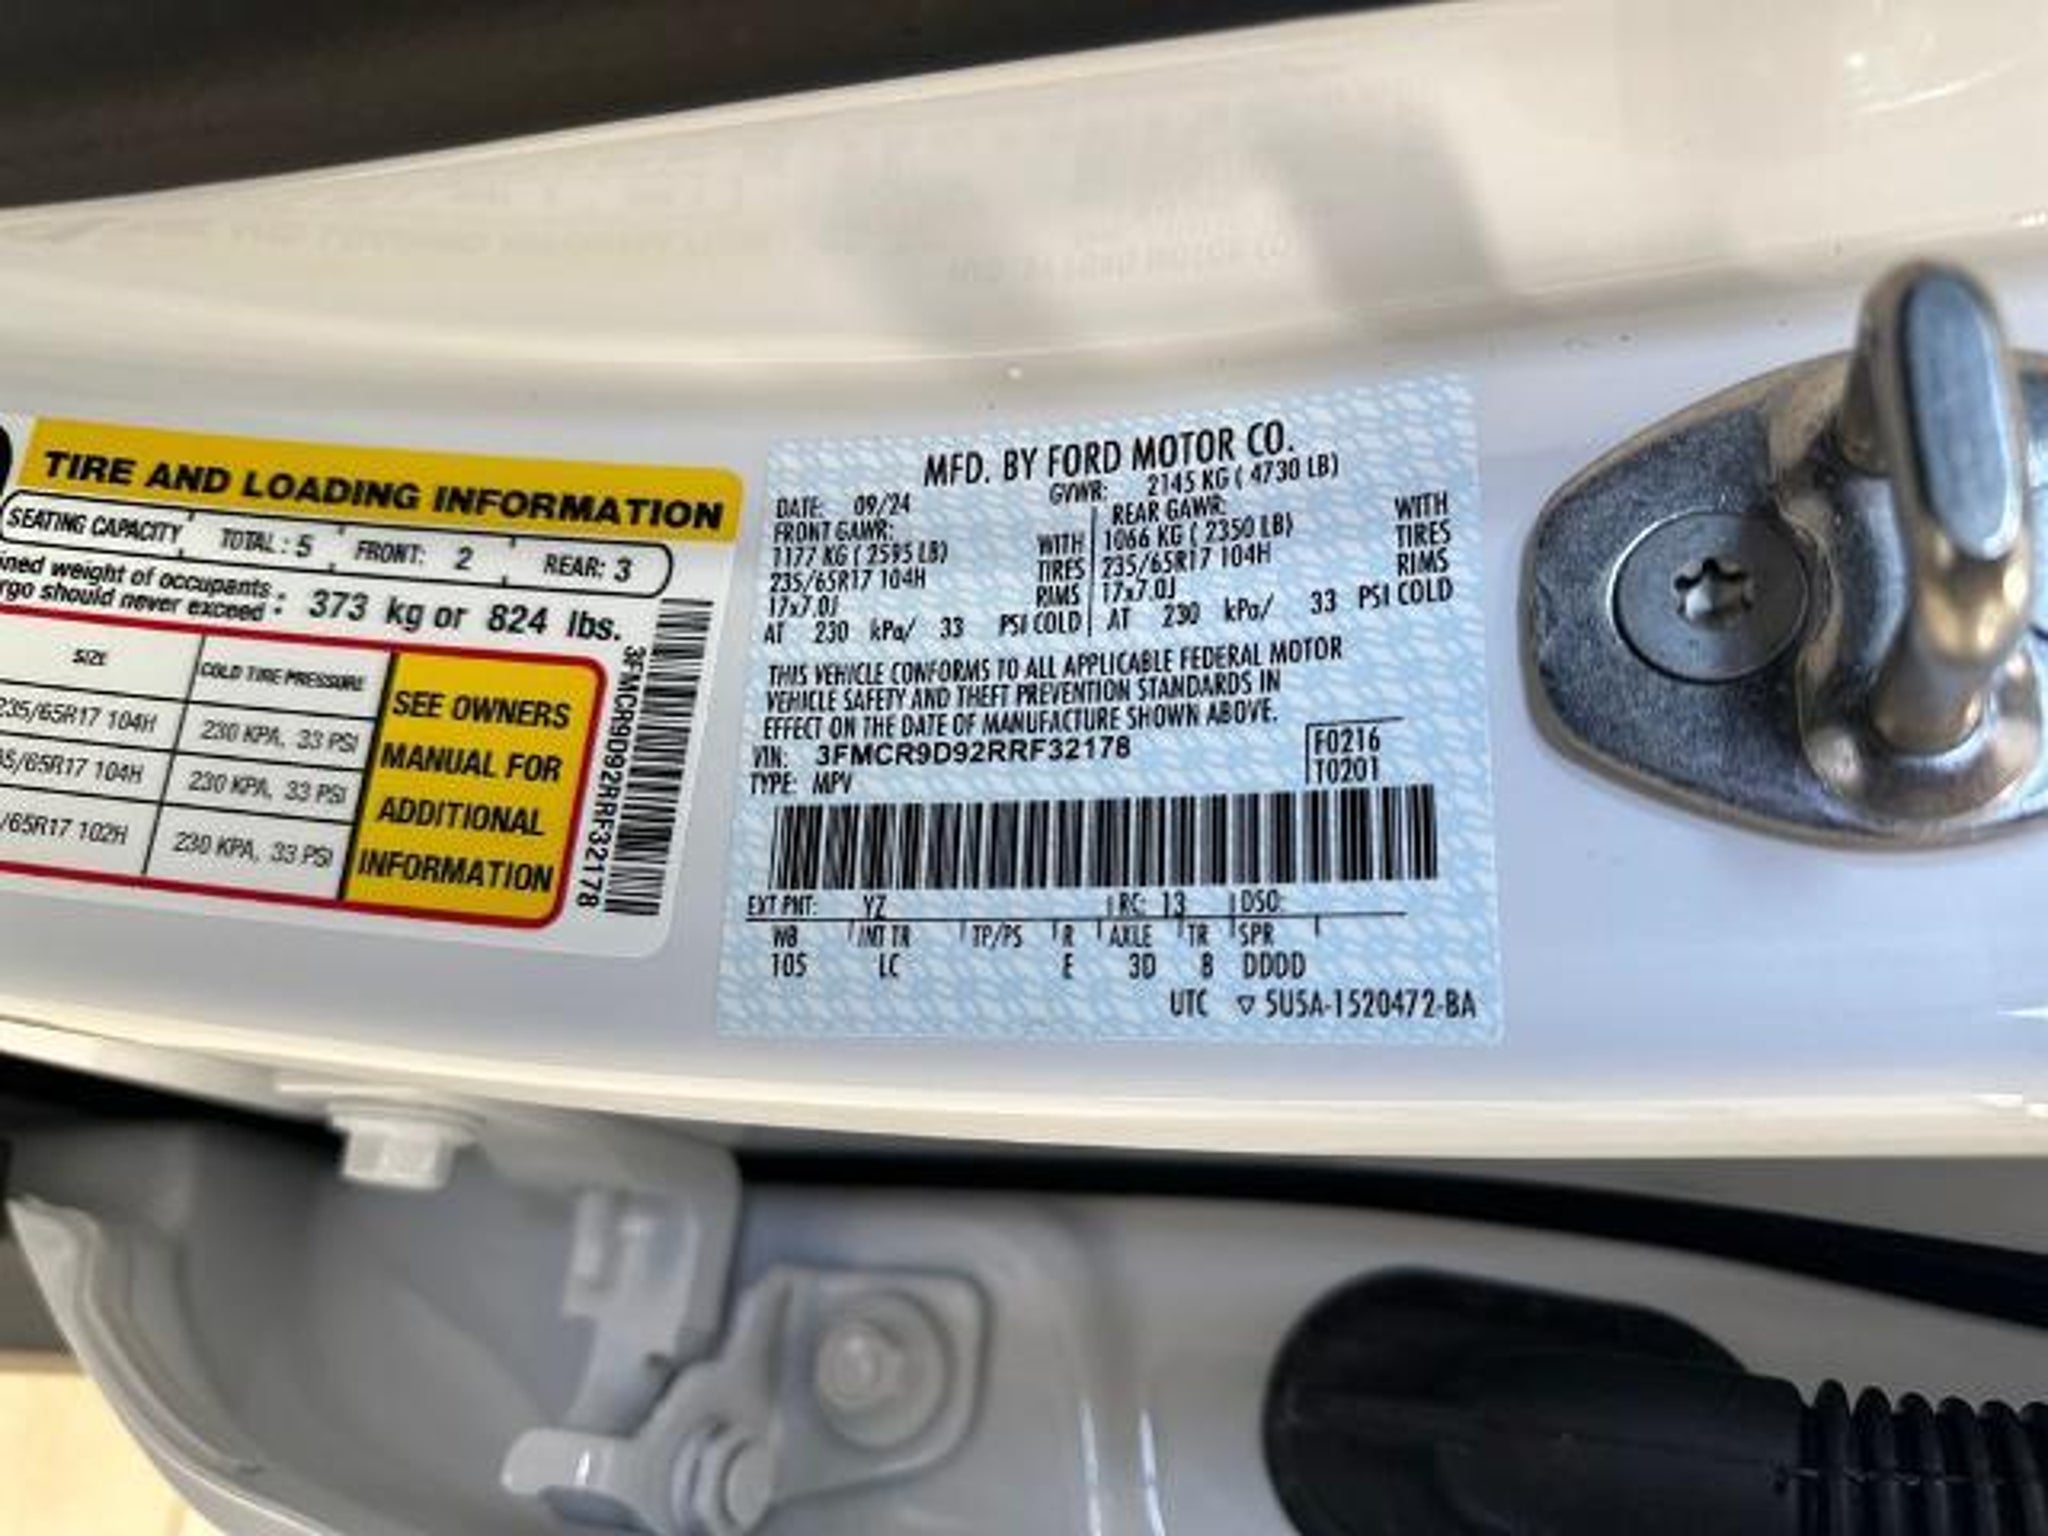 TIRE AND LOADING INFORMATION
SEATING CAPACITY TOTAL: 5 FRONT: 2 REAR: 3
weight of occupants
should never exceed : 373 kg or 824 lbs.
SIZE COLD TIRE PRESSURE
235/65R17 104H 230 KPA, 33 PSI
/65R17 104H 230 KPA, 33 PSI
/65R17 102H 230 KPA, 33 PSI
SEE OWNERS
MANUAL FOR
ADDITIONAL
INFORMATION
3FMCR9D92RRF32178
MFD. BY FORD MOTOR CO.
DATE: 09/24 GVWR: 2145 KG ( 4730 LB)
FRONT GAWR: REAR GAWR: WITH
1177 KG ( 2595 LB) WITH 1066 KG ( 2350 LB) TIRES
235/65R17 104H TIRES 235/65R17 104H RIMS
17x7.0J RIMS 17x7.0J
AT 230 kPa/ 33 PSI COLD AT 230 kPa/ 33 PSI COLD
THIS VEHICLE CONFORMS TO ALL APPLICABLE FEDERAL MOTOR
VEHICLE SAFETY AND THEFT PREVENTION STANDARDS IN
EFFECT ON THE DATE OF MANUFACTURE SHOWN ABOVE.
VIN: 3FMCR9D92RRF32178 F0216
TYPE: MPV T0201
EXT PNT: YZ RC: 13 DSO:
WB INT TR TP/PS R AXLE TR SPR
105 LC E 3D B DDDD
UTC ▽ 5U5A-1520472-BA